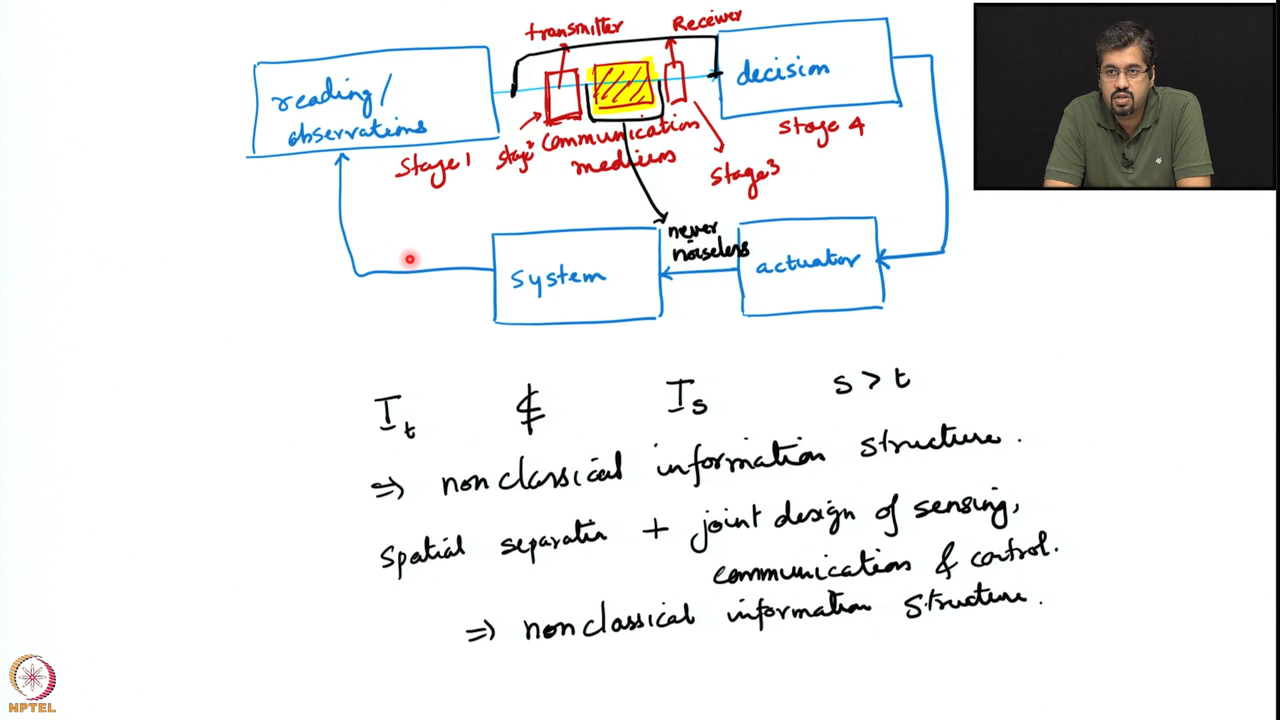 transmitter
Receiver
reading/
observations
decision
Stage 1
Stage 2
Communication
medium
Stage 3
Stage 4
never
noiseless
system
actuator
I_t ⊄ I_s s > t
⇒ nonclassical information structure.
Spatial separation + joint design of sensing,
communication & control.
⇒ nonclassical information structure.
NPTEL